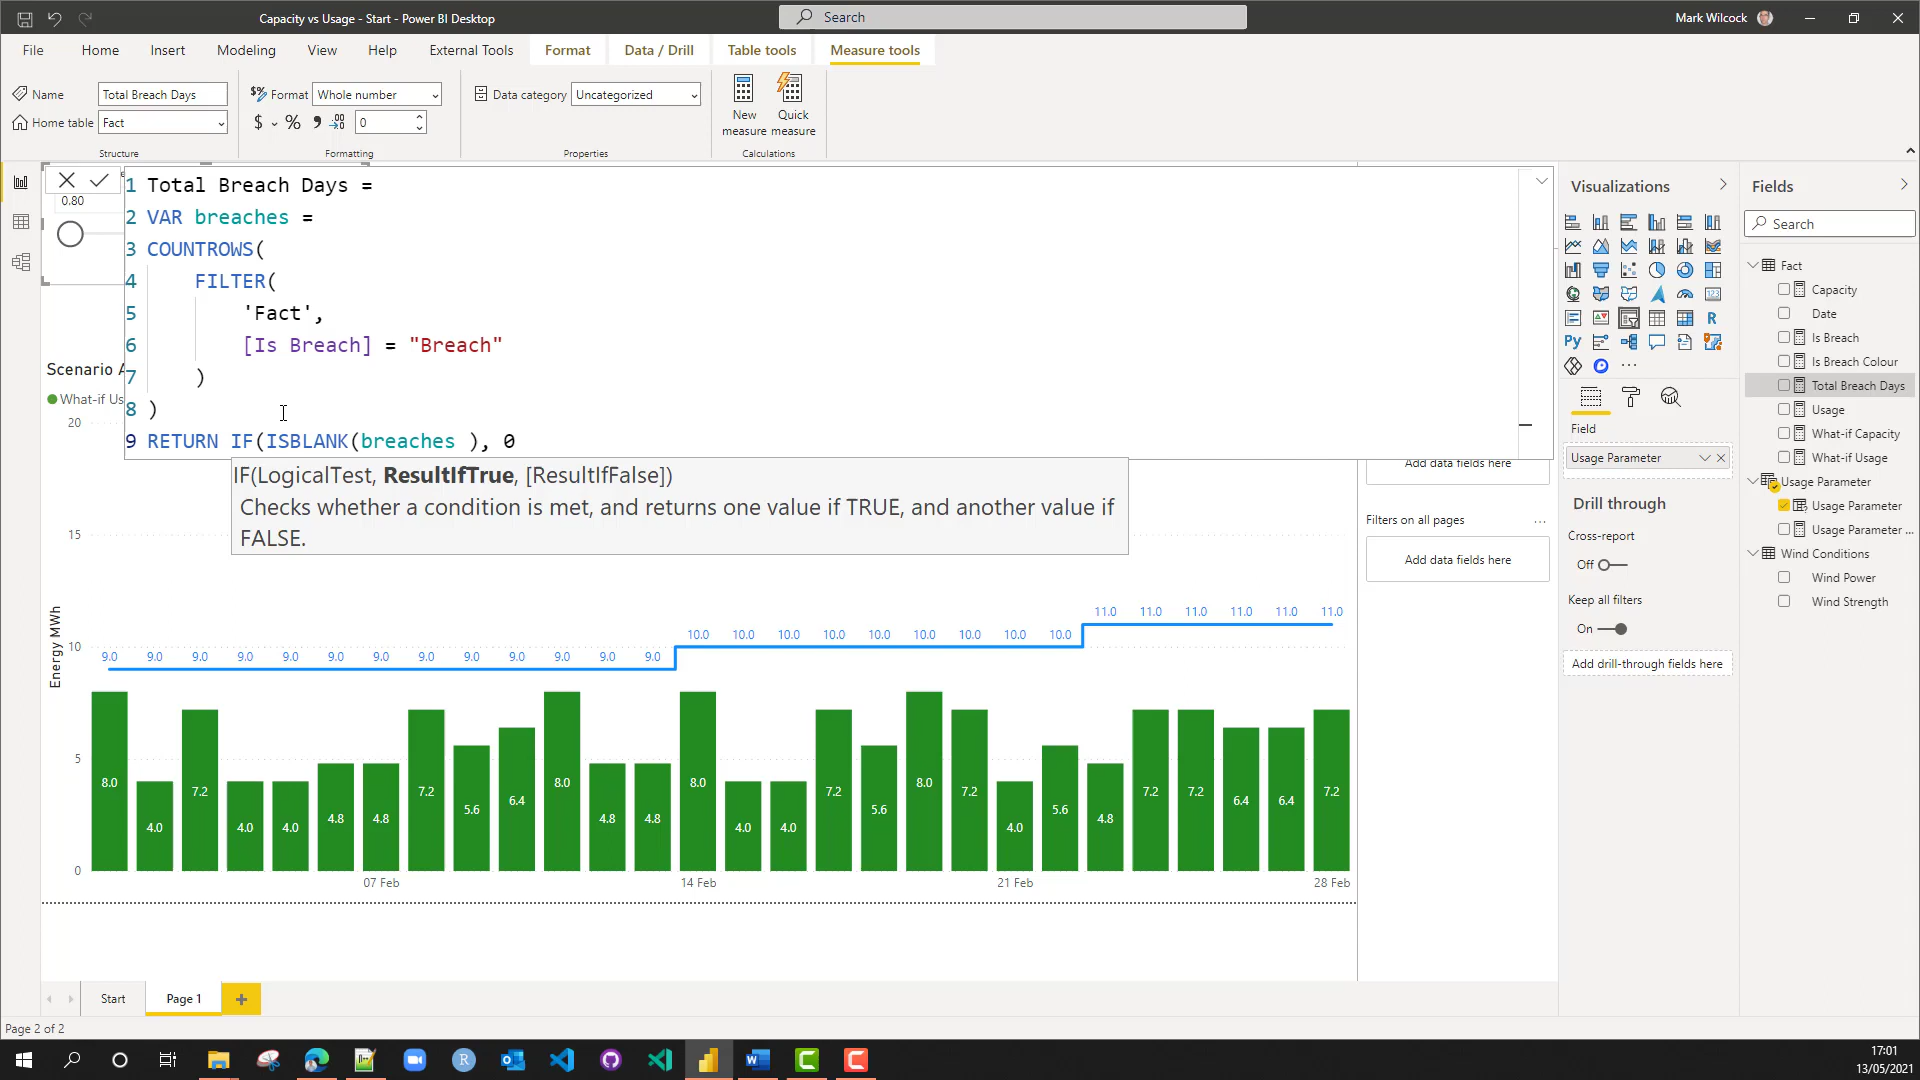 Capacity vs Usage - Start - Power BI Desktop
Search
Mark Wilcock
File
Home
Insert
Modeling
View
Help
External Tools
Format
Data / Drill
Table tools
Measure tools
Name
Total Breach Days
Home table
Fact
Structure
$% Format
Whole number
$ % 9 .00 0
Formatting
Data category
Uncategorized
Properties
New measure
Quick measure
Calculations
0.80
1 Total Breach Days =
2 VAR breaches =
3 COUNTROWS(
4 FILTER(
5 'Fact',
6 [Is Breach] = "Breach"
7 )
8 )
9 RETURN IF(ISBLANK(breaches ), 0
IF(LogicalTest, ResultIfTrue, [ResultIfFalse])
Checks whether a condition is met, and returns one value if TRUE, and another value if
FALSE.
Scenario A
What-if Us
20
15
10
5
0
Energy MWh
9.0 9.0 9.0 9.0 9.0 9.0 9.0 9.0 9.0 9.0 9.0 9.0 9.0 10.0 10.0 10.0 10.0 10.0 10.0 10.0 10.0 10.0 11.0 11.0 11.0 11.0 11.0 11.0
8.0 4.0 7.2 4.0 4.0 4.8 4.8 7.2 5.6 6.4 8.0 4.8 4.8 8.0 4.0 4.0 7.2 5.6 8.0 7.2 4.0 5.6 4.8 7.2 7.2 6.4 6.4 7.2
07 Feb
14 Feb
21 Feb
28 Feb
Add data fields here
Filters on all pages
...
Add data fields here
Visualizations
R
Py
...
Field
Usage Parameter
Drill through
Cross-report
Off
Keep all filters
On
Add drill-through fields here
Fields
Search
Fact
Capacity
Date
Is Breach
Is Breach Colour
Total Breach Days
Usage
What-if Capacity
What-if Usage
Usage Parameter
Usage Parameter
Usage Parameter ...
Wind Conditions
Wind Power
Wind Strength
Start
Page 1
+
Page 2 of 2
17:01
13/05/2021